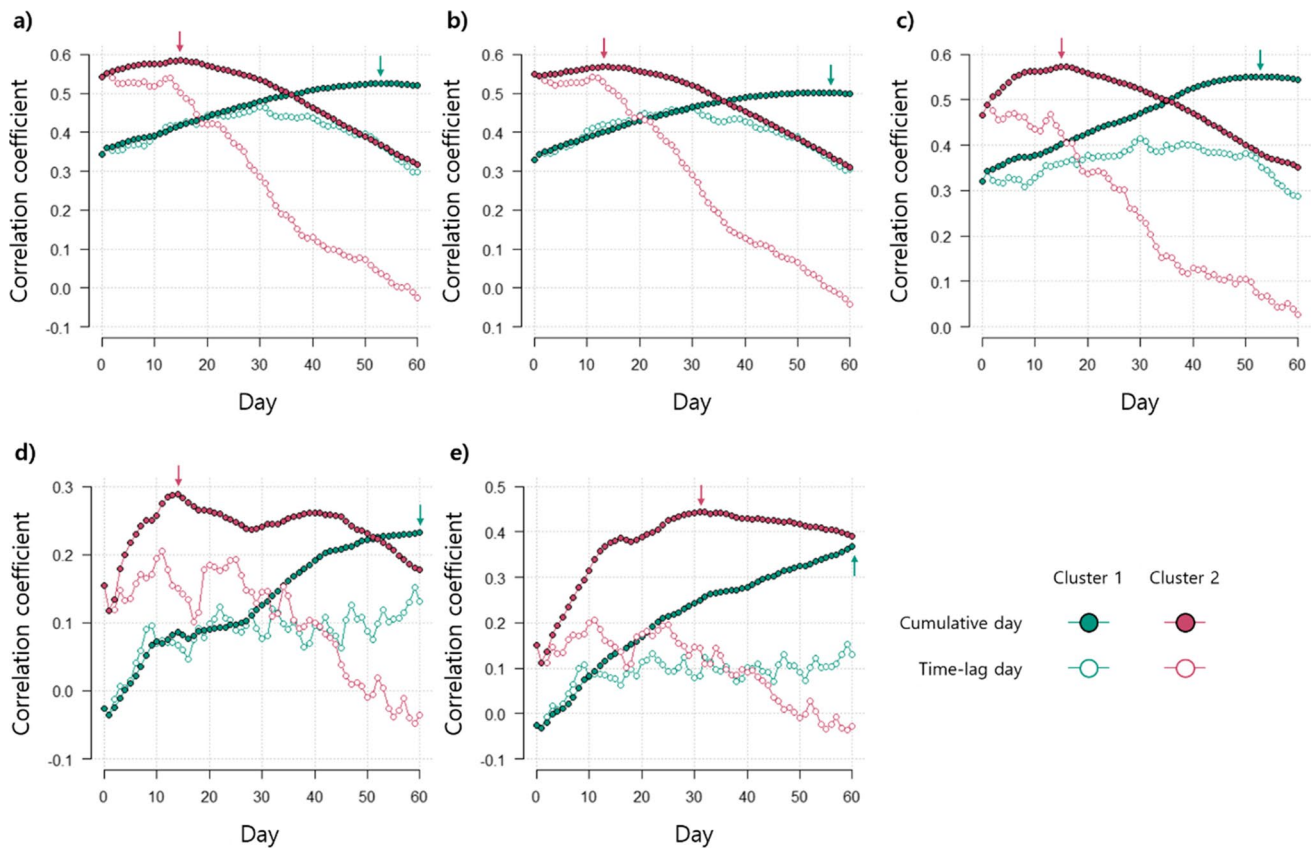 a)
b)
c)
0.6
0.5
0.4
0.3
0.2
0.1
0.0
-0.1
Correlation coefficient
0 10 20 30 40 50 60
Day
0.6
0.5
0.4
0.3
0.2
0.1
0.0
0.1
Correlation coefficient
0 10 20 30 40 50 60
Day
0.6
0.5
0.4
0.3
0.2
0.1
0.0
Correlation coefficient
0 10 20 30 40 50 60
Day
d)
e)
0.3
0.2
0.1
0.0
-0.1
Correlation coefficient
0 10 20 30 40 50 60
Day
0.5
0.4
0.3
0.2
0.1
0.0
-0.1
Correlation coefficient
0 10 20 30 40 50 60
Day
Cluster 1 Cluster 2
Cumulative day
Time-lag day